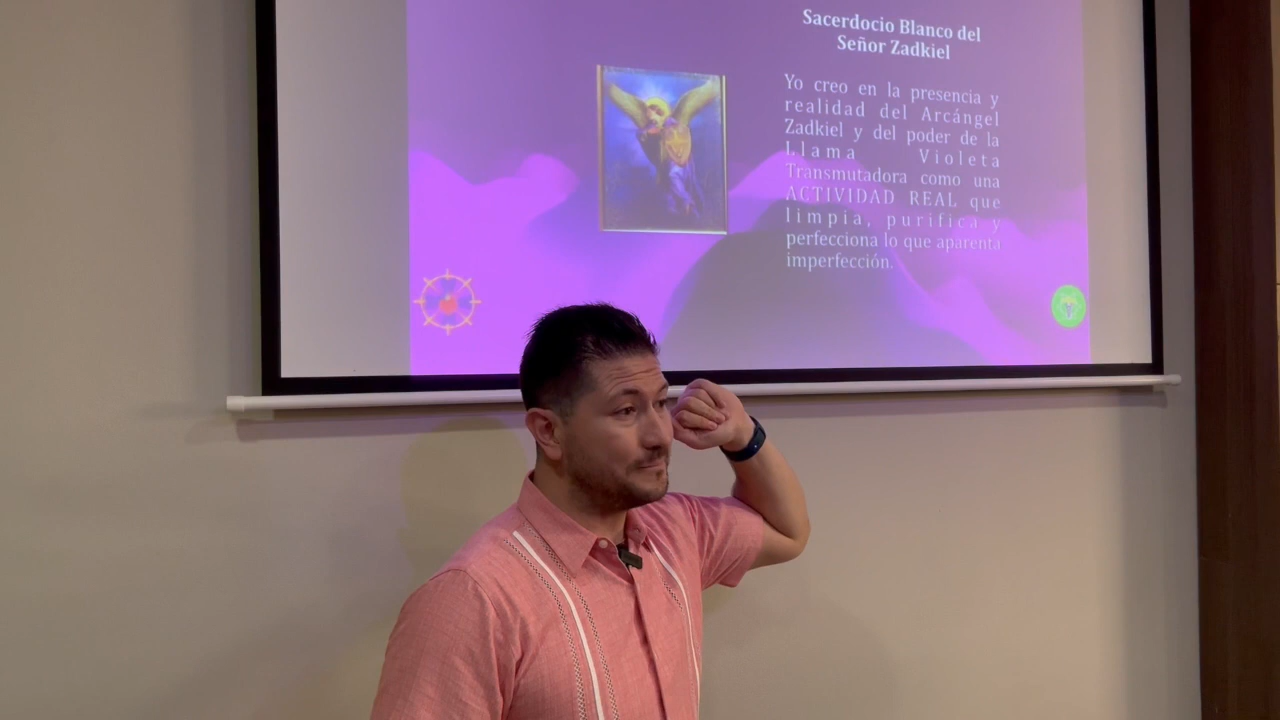 Sacerdocio Blanco del
Señor Zadkiel
Yo creo en la presencia y
realidad del Arcángel
Zadkiel y del poder de la
Llama Violeta
Transmutadora como una
ACTIVIDAD REAL que
limpia, purifica y
perfecciona lo que aparenta
imperfección.